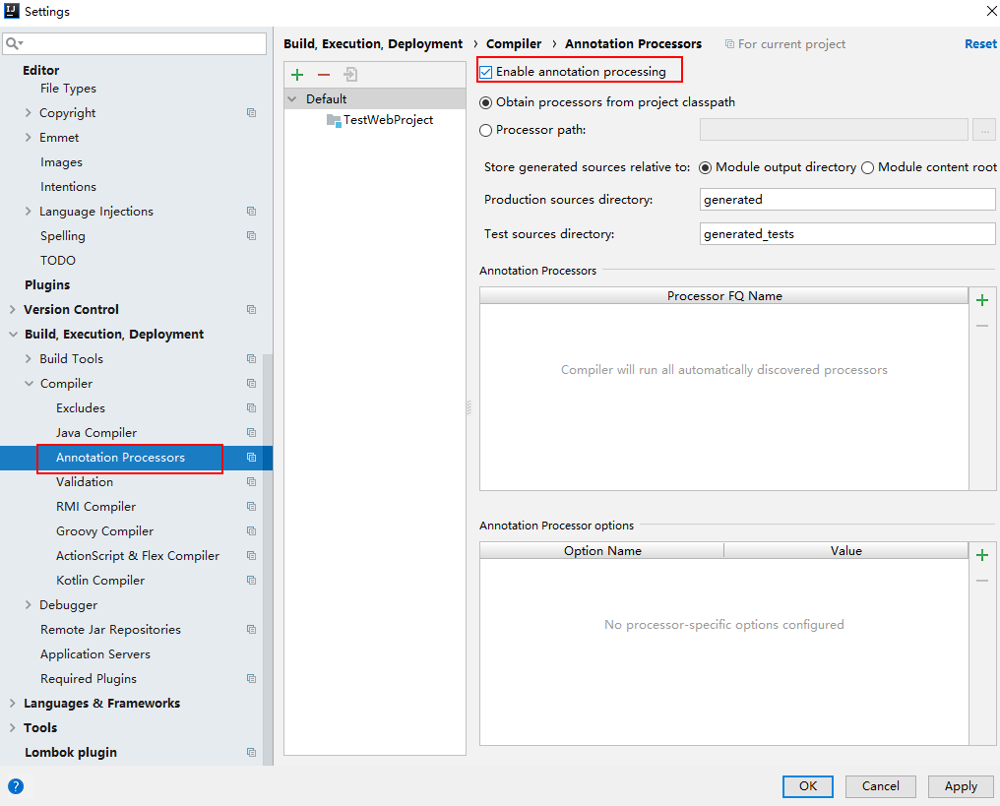 Settings
Editor
File Types
Copyright
Emmet
Images
Intentions
Language Injections
Spelling
TODO
Plugins
Version Control
Build, Execution, Deployment
Build Tools
Compiler
Excludes
Java Compiler
Annotation Processors
Validation
RMI Compiler
Groovy Compiler
ActionScript & Flex Compiler
Kotlin Compiler
Debugger
Remote Jar Repositories
Application Servers
Required Plugins
Languages & Frameworks
Tools
Lombok plugin
Build, Execution, Deployment › Compiler › Annotation Processors For current project Reset
Default
TestWebProject
Enable annotation processing
Obtain processors from project classpath
Processor path: ...
Store generated sources relative to: Module output directory Module content root
Production sources directory: generated
Test sources directory: generated_tests
Annotation Processors
Processor FQ Name
Compiler will run all automatically discovered processors
Annotation Processor options
Option Name Value
No processor-specific options configured
? OK Cancel Apply